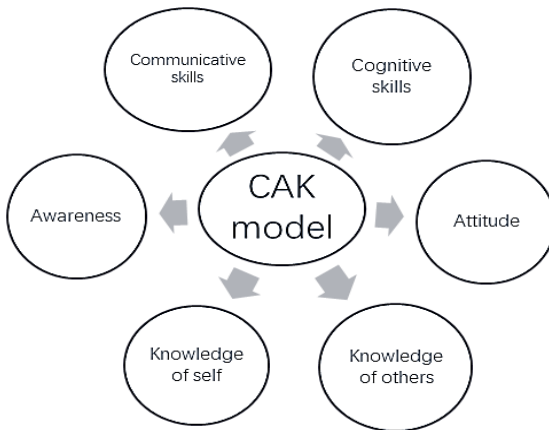 Communicative
skills
Cognitive
skills
CAK
model
Awareness
Attitude
Knowledge
of self
Knowledge
of others